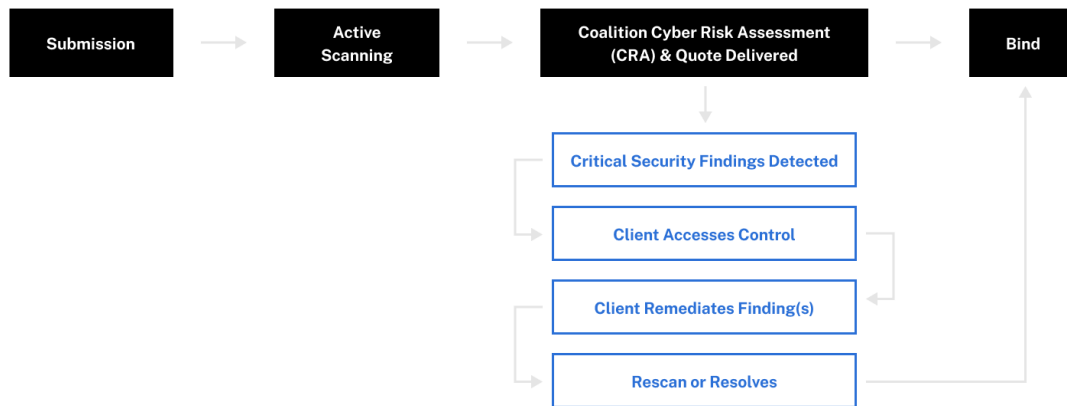 Submission
Active
Scanning
Coalition Cyber Risk Assessment
(CRA) & Quote Delivered
Bind
Critical Security Findings Detected
Client Accesses Control
Client Remediates Finding(s)
Rescan or Resolves